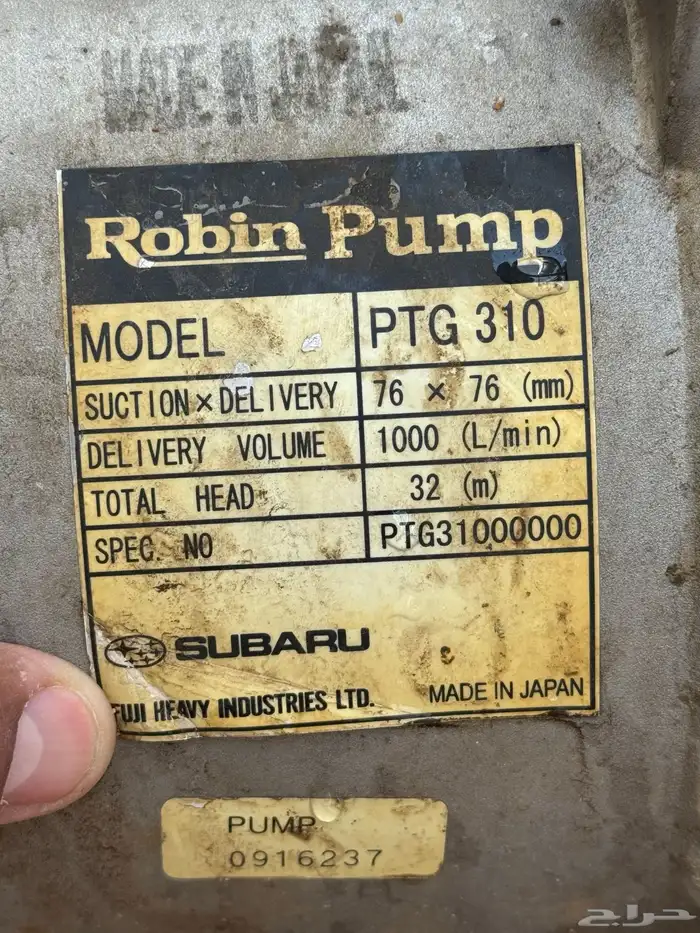 MADE IN JAPAN
Robin Pump
MODEL PTG 310
SUCTION×DELIVERY 76 × 76 (mm)
DELIVERY VOLUME 1000 (L/min)
TOTAL HEAD 32 (m)
SPEC. NO PTG31000000
SUBARU
FUJI HEAVY INDUSTRIES LTD. MADE IN JAPAN
PUMP
0916237
حراج